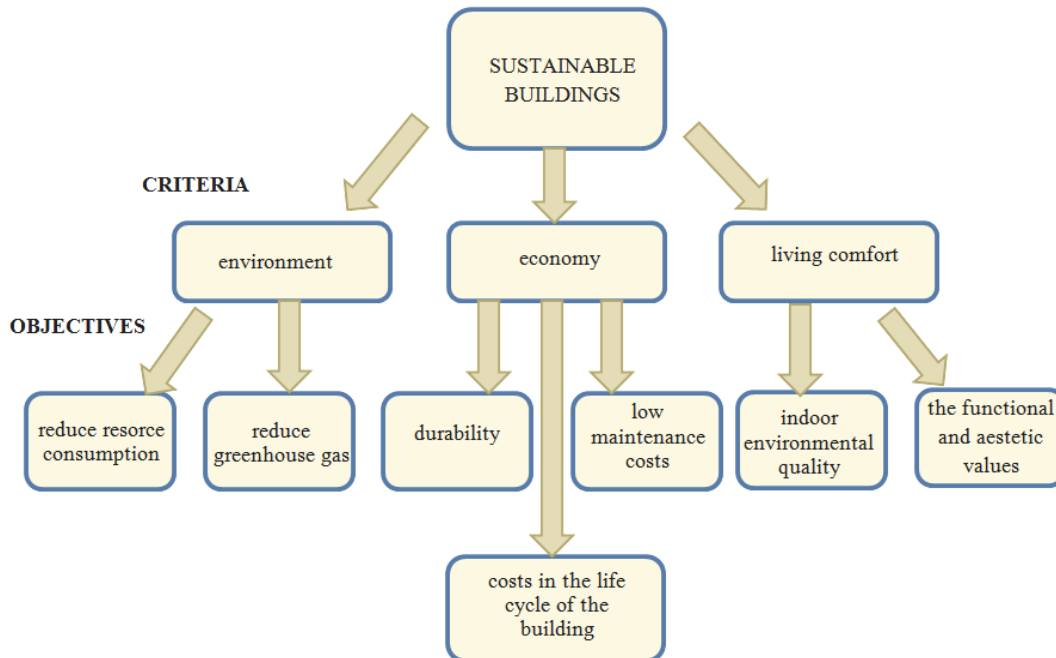 SUSTAINABLE
BUILDINGS
CRITERIA
environment
economy
living comfort
OBJECTIVES
reduce resorce
consumption
reduce
greenhouse gas
durability
low
maintenance
costs
indoor
environmental
quality
the functional
and aestetic
values
costs in the life
cycle of the
building